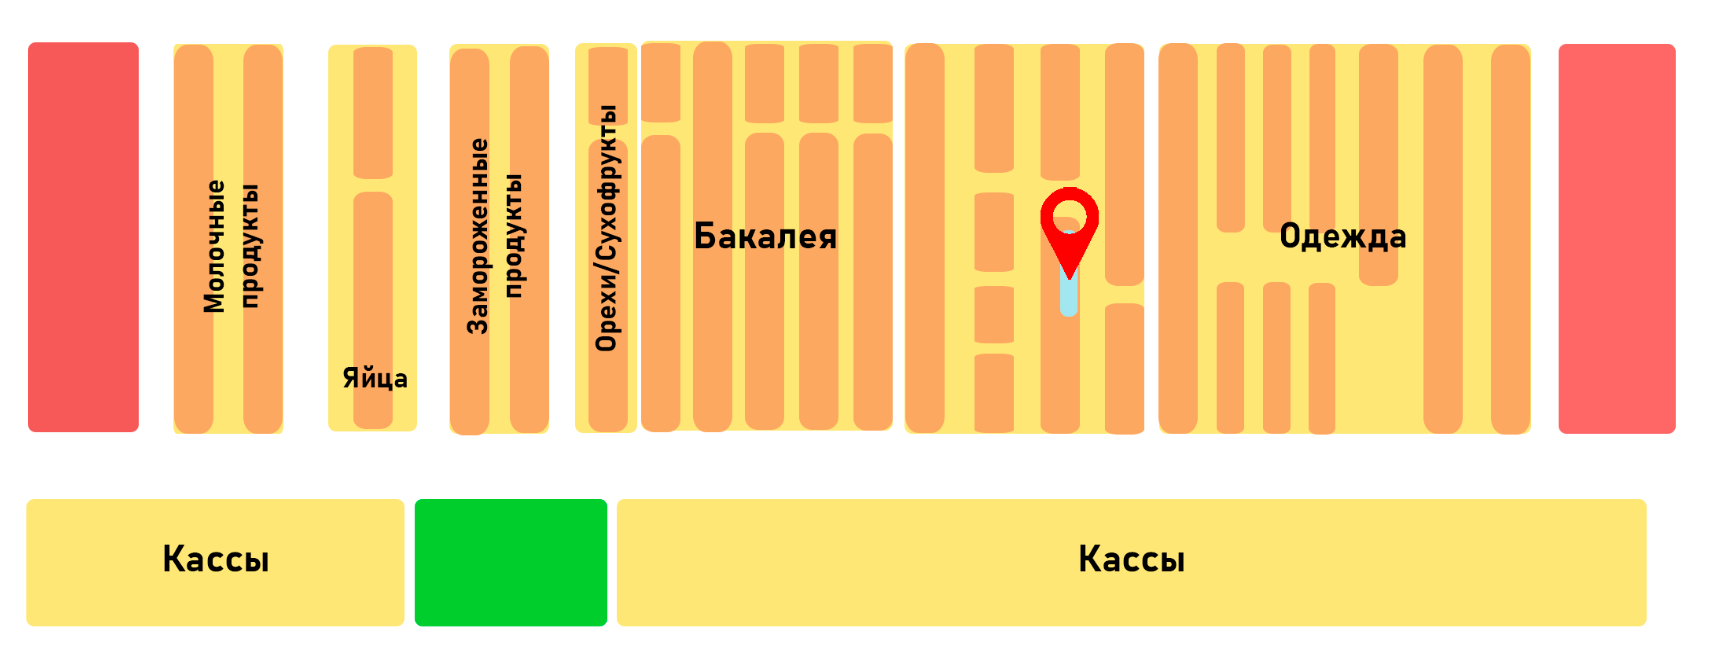 Молочные
продукты
Яйца
Замороженные
продукты
Орехи/Сухофрукты
Бакалея
Одежда
Кассы
Кассы